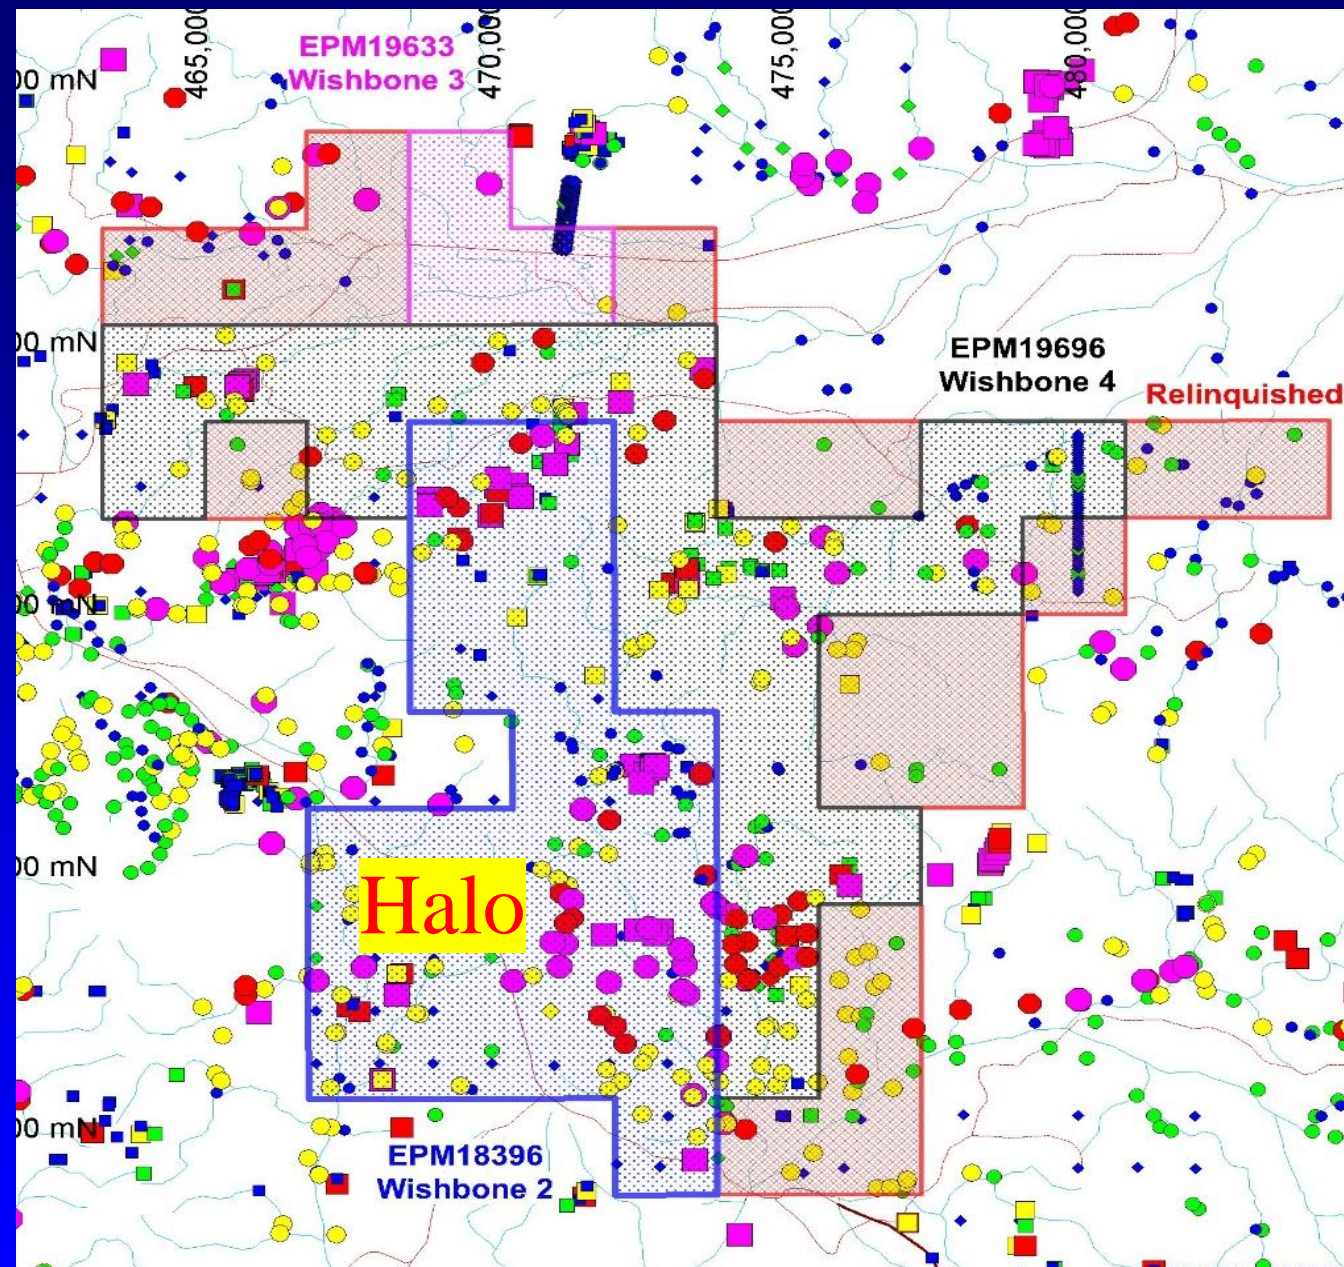 EPM19633
Wishbone 3
465,000
470,000
475,000
480,000
00 mN
00 mN
EPM19696
Wishbone 4
Relinquished
00 mN
00 mN
Halo
00 mN
EPM18396
Wishbone 2